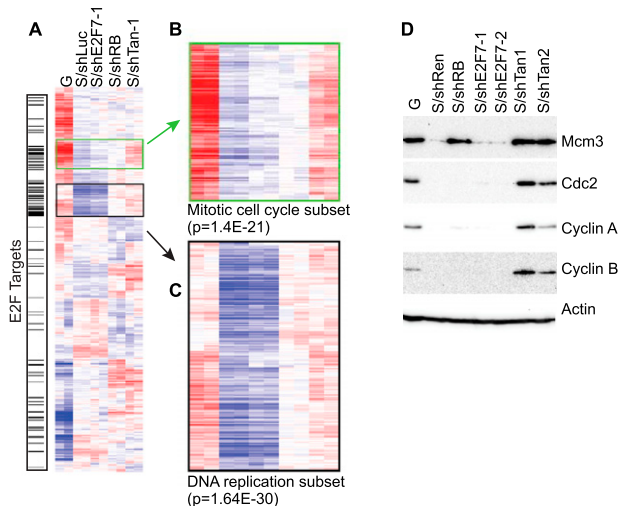 A
G
S/shLuc
S/shE2F7-1
S/shRB
S/shTan-1
E2F Targets
B
Mitotic cell cycle subset
(p=1.4E-21)
C
DNA replication subset
(p=1.64E-30)
D
G
S/shRen
S/shRB
S/shE2F7-1
S/shE2F7-2
S/shTan1
S/shTan2
Mcm3
Cdc2
Cyclin A
Cyclin B
Actin